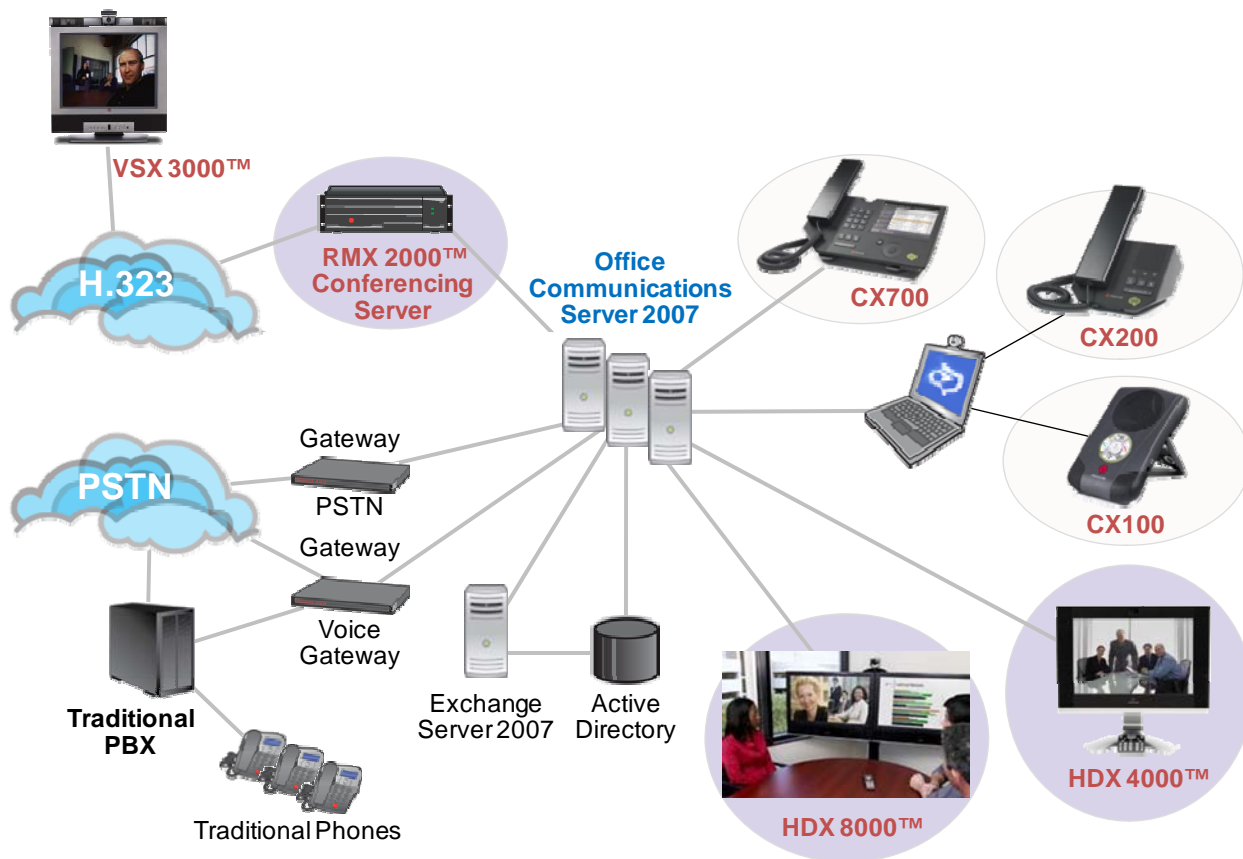 VSX 3000™
H.323
RMX 2000™
Conferencing
Server
Office
Communications
Server 2007
CX700
CX200
CX100
Gateway
PSTN
PSTN
Gateway
Voice
Gateway
Traditional
PBX
Traditional Phones
Exchange
Server 2007
Active
Directory
HDX 8000™
HDX 4000™